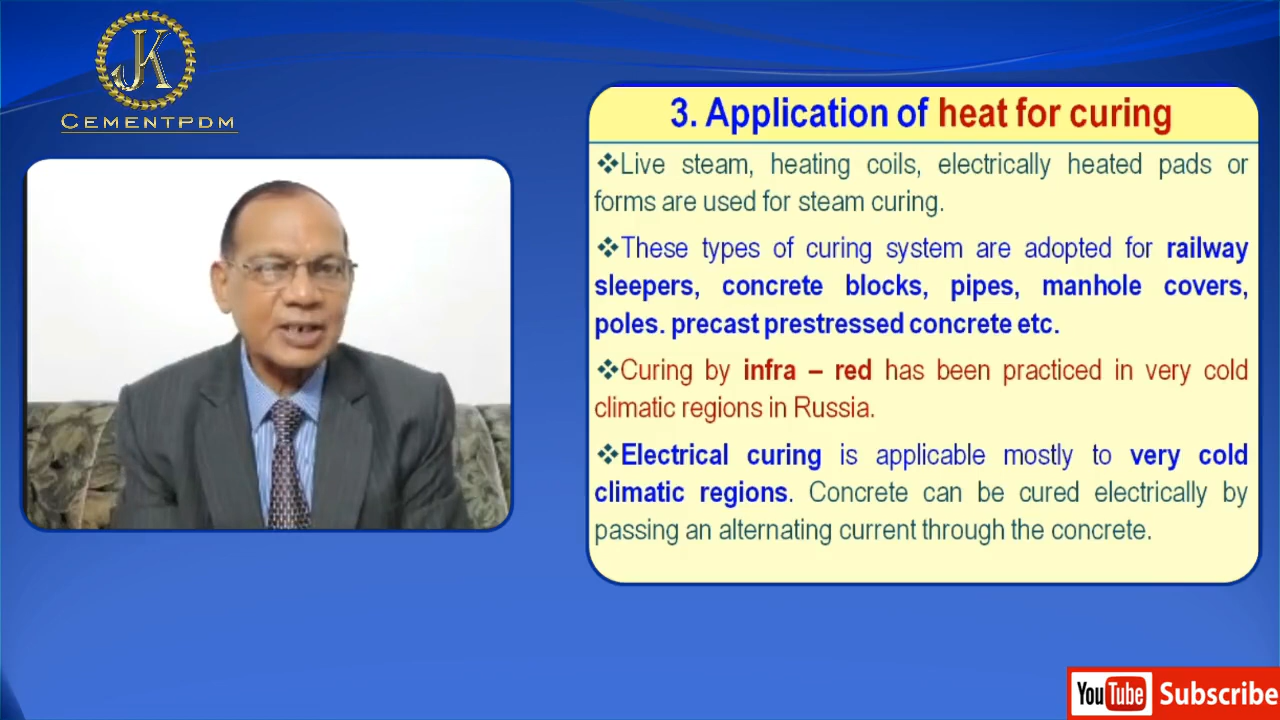 JK
CEMENTPDM
3. Application of heat for curing
❖Live steam, heating coils, electrically heated pads or
forms are used for steam curing.
❖These types of curing system are adopted for railway
sleepers, concrete blocks, pipes, manhole covers,
poles. precast prestressed concrete etc.
❖Curing by infra – red has been practiced in very cold
climatic regions in Russia.
❖Electrical curing is applicable mostly to very cold
climatic regions. Concrete can be cured electrically by
passing an alternating current through the concrete.
YouTube Subscribe